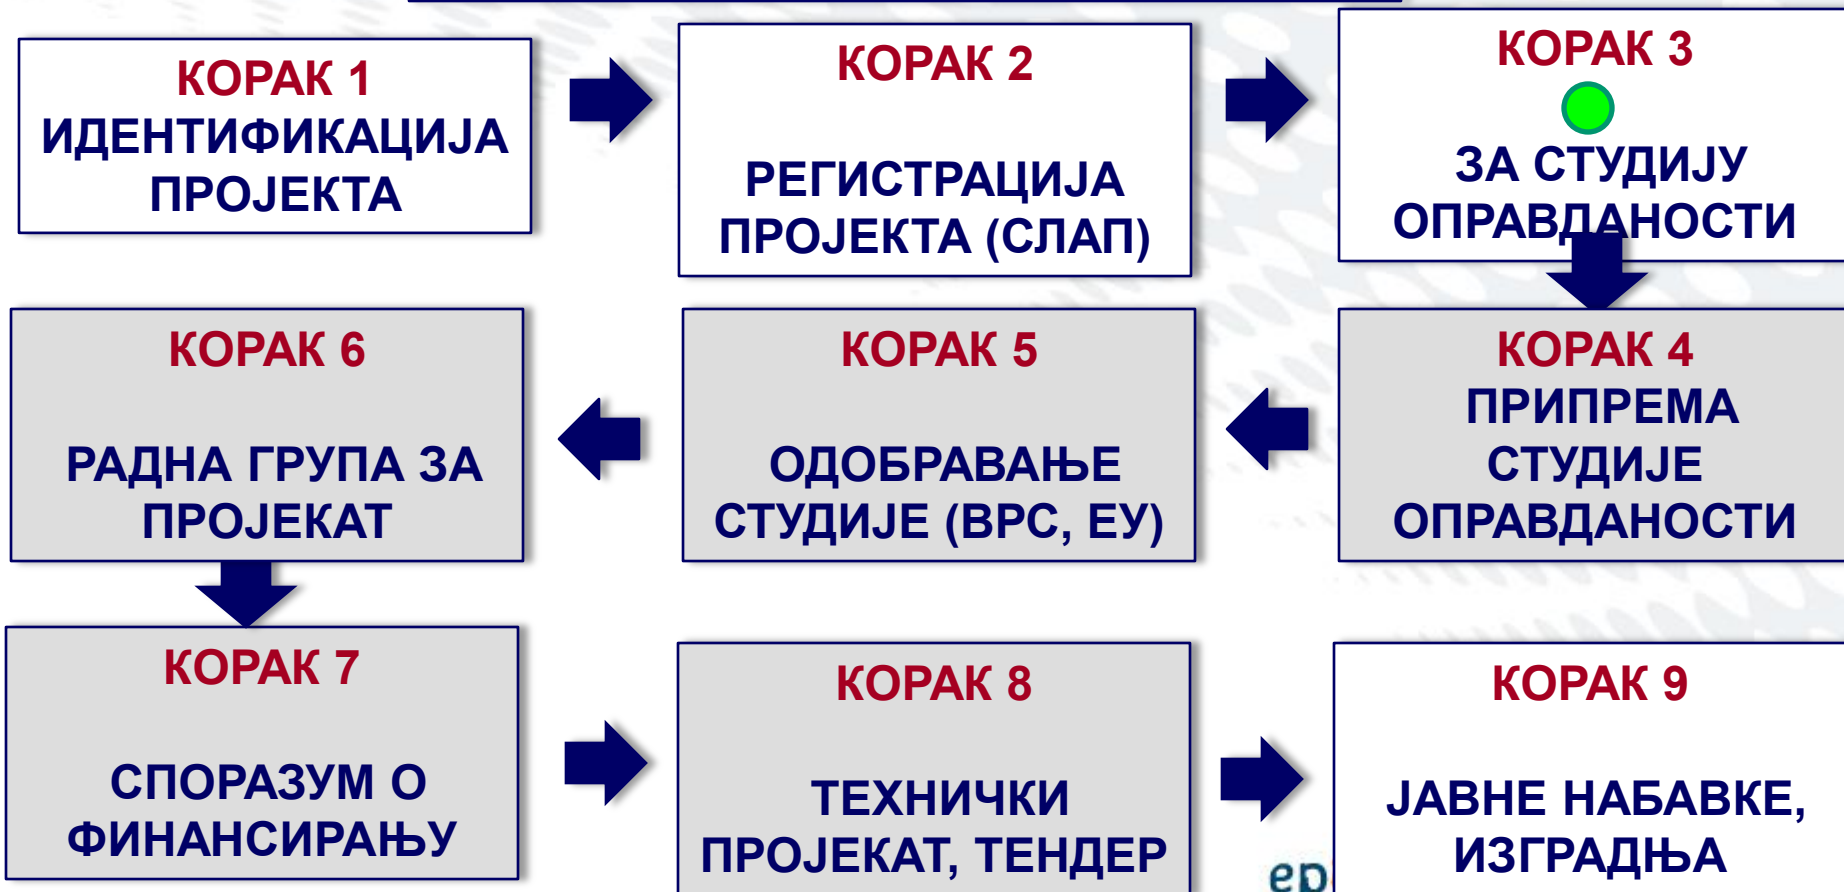 КОРАК 1
ИДЕНТИФИКАЦИЈА
ПРОЈЕКТА
КОРАК 2
РЕГИСТРАЦИЈА
ПРОЈЕКТА (СЛАП)
КОРАК 3
ЗА СТУДИЈУ
ОПРАВДАНОСТИ
КОРАК 4
ПРИПРЕМА
СТУДИЈЕ
ОПРАВДАНОСТИ
КОРАК 5
ОДОБРАВАЊЕ
СТУДИЈЕ (ВРС, ЕУ)
КОРАК 6
РАДНА ГРУПА ЗА
ПРОЈЕКАТ
КОРАК 7
СПОРАЗУМ О
ФИНАНСИРАЊУ
КОРАК 8
ТЕХНИЧКИ
ПРОЈЕКАТ, ТЕНДЕР
КОРАК 9
ЈАВНЕ НАБАВКЕ,
ИЗГРАДЊА